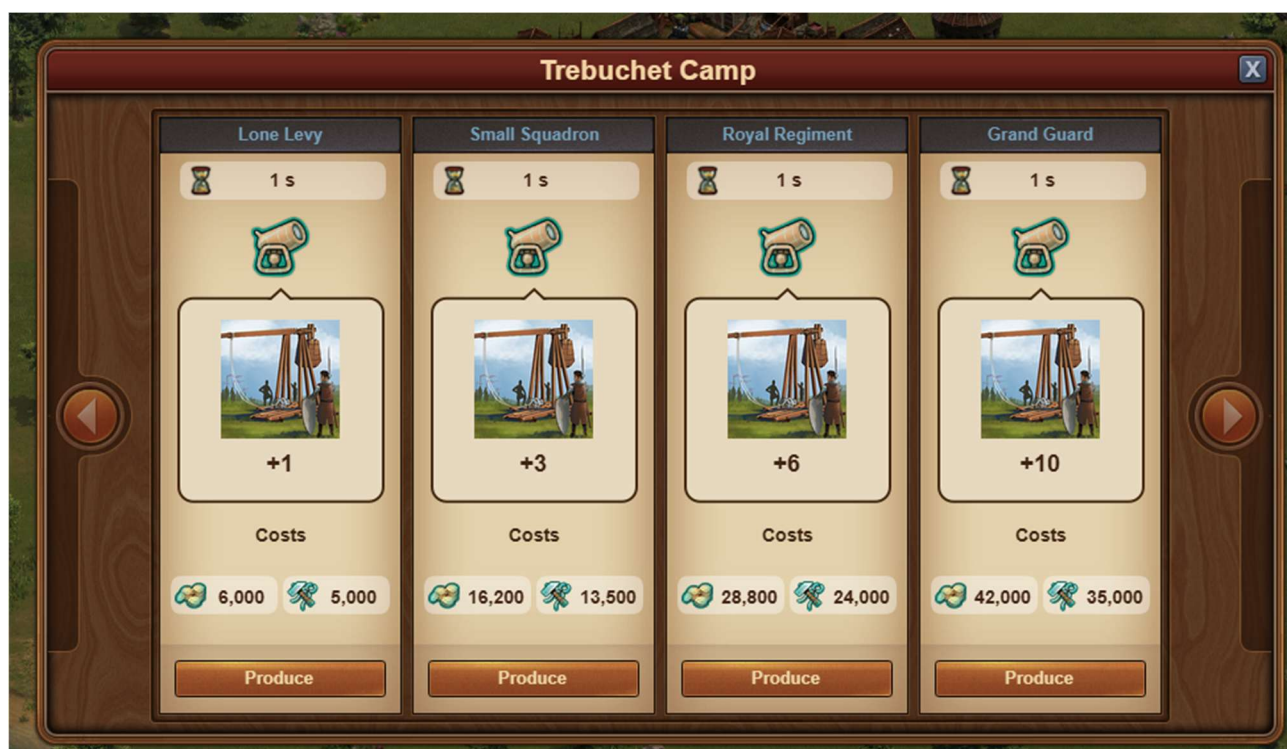 Trebuchet Camp
X
Lone Levy
1 s
+1
Costs
6,000 5,000
Produce
Small Squadron
1 s
+3
Costs
16,200 13,500
Produce
Royal Regiment
1 s
+6
Costs
28,800 24,000
Produce
Grand Guard
1 s
+10
Costs
42,000 35,000
Produce